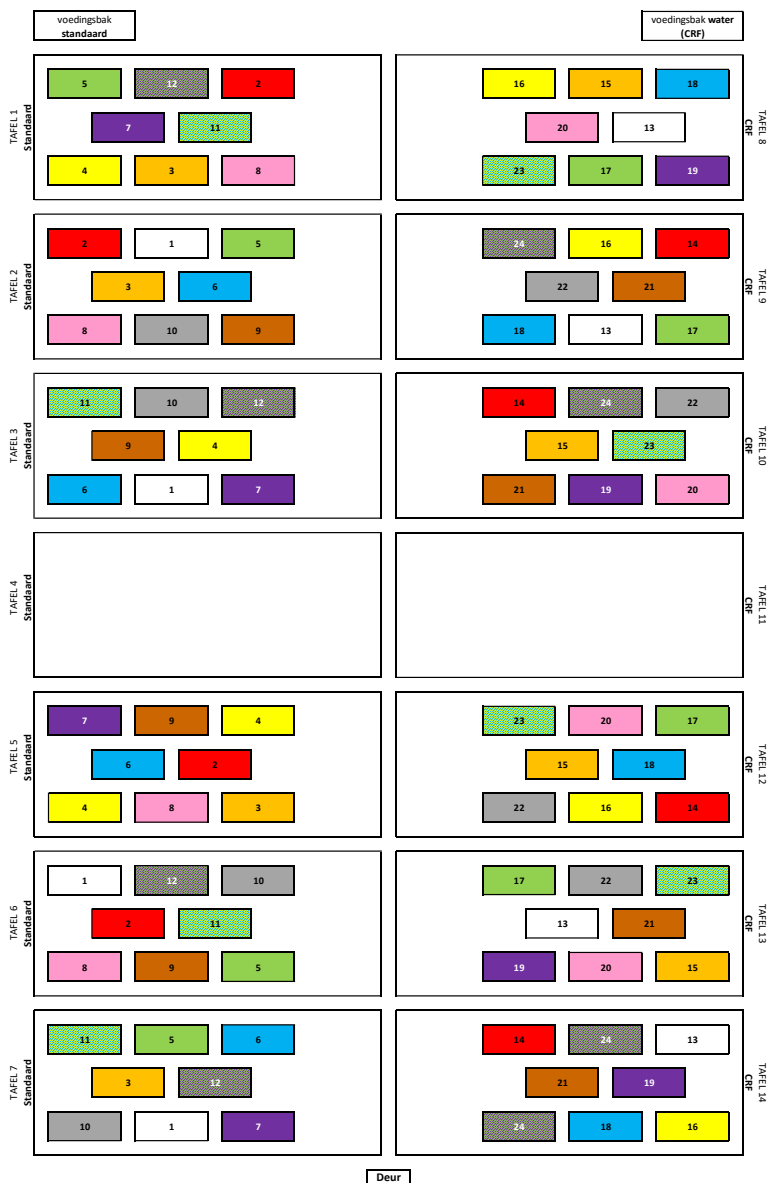 voedingsbak
standaard
voedingsbak water
(CRF)
TAFEL 1
Standaard
5 12 2
7 11
4 3 8
TAFEL 8
CRF
16 15 18
20 13
23 17 19
TAFEL 2
Standaard
2 1 5
3 6
8 10 9
TAFEL 9
CRF
24 16 14
22 21
18 13 17
TAFEL 3
Standaard
11 10 12
9 4
6 1 7
TAFEL 10
CRF
14 24 22
15 23
21 19 20
TAFEL 4
Standaard
TAFEL 11
CRF
TAFEL 5
Standaard
7 9 4
6 2
4 8 3
TAFEL 12
CRF
23 20 17
15 18
22 16 14
TAFEL 6
Standaard
1 12 10
2 11
8 9 5
TAFEL 13
CRF
17 22 23
13 21
19 20 15
TAFEL 7
Standaard
11 5 6
3 12
10 1 7
TAFEL 14
CRF
14 24 13
21 19
24 18 16
Deur